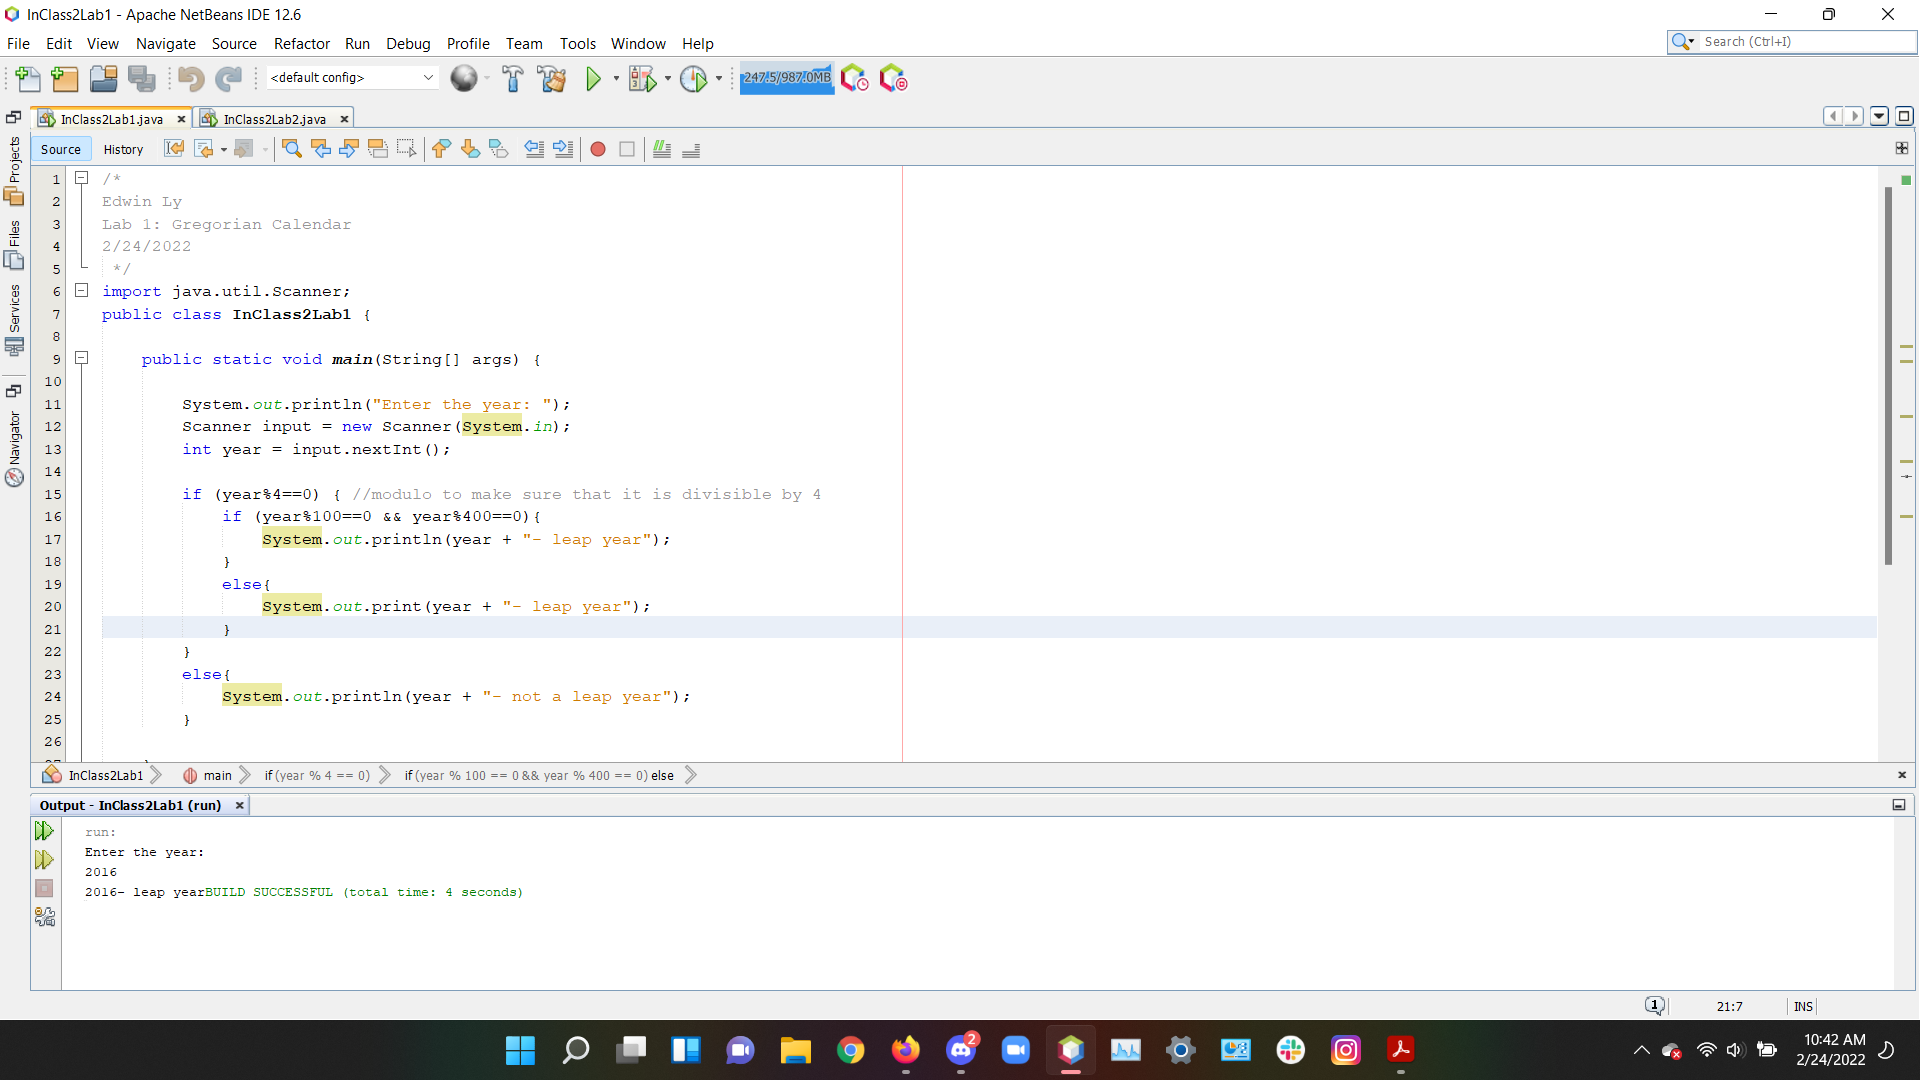 InClass2Lab1 - Apache NetBeans IDE 12.6
File Edit View Navigate Source Refactor Run Debug Profile Team Tools Window Help
Search (Ctrl+I)
<default config>
247.5/987.0MB
InClass2Lab1.java
InClass2Lab2.java
Source History
Projects
Files
Services
Navigator
1 /*
2 Edwin Ly
3 Lab 1: Gregorian Calendar
4 2/24/2022
5 */
6 import java.util.Scanner;
7 public class InClass2Lab1 {
8
9 public static void main(String[] args) {
10
11 System.out.println("Enter the year: ");
12 Scanner input = new Scanner(System.in);
13 int year = input.nextInt();
14
15 if (year%4==0) { //modulo to make sure that it is divisible by 4
16 if (year%100==0 && year%400==0){
17 System.out.println(year + "- leap year");
18 }
19 else{
20 System.out.print(year + "- leap year");
21 }
22 }
23 else{
24 System.out.println(year + "- not a leap year");
25 }
26
InClass2Lab1 main if (year % 4 == 0) if (year % 100 == 0 && year % 400 == 0) else
Output - InClass2Lab1 (run)
run:
Enter the year:
2016
2016- leap yearBUILD SUCCESSFUL (total time: 4 seconds)
1 21:7 INS
2
10:42 AM
2/24/2022